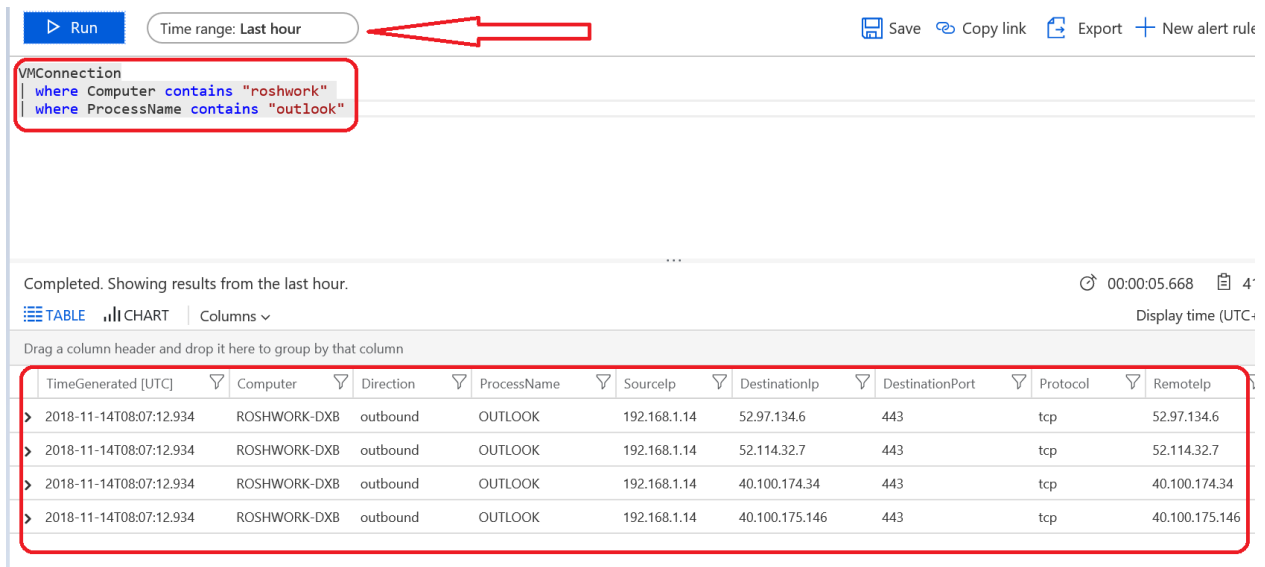 Run Time range: Last hour Save Copy link Export New alert rule
VMConnection
| where Computer contains "roshwork"
| where ProcessName contains "outlook"
...
Completed. Showing results from the last hour. 00:00:05.668
TABLE CHART Columns Display time (UTC+
Drag a column header and drop it here to group by that column
TimeGenerated [UTC] Computer Direction ProcessName SourceIp DestinationIp DestinationPort Protocol RemoteIp
2018-11-14T08:07:12.934 ROSHWORK-DXB outbound OUTLOOK 192.168.1.14 52.97.134.6 443 tcp 52.97.134.6
2018-11-14T08:07:12.934 ROSHWORK-DXB outbound OUTLOOK 192.168.1.14 52.114.32.7 443 tcp 52.114.32.7
2018-11-14T08:07:12.934 ROSHWORK-DXB outbound OUTLOOK 192.168.1.14 40.100.174.34 443 tcp 40.100.174.34
2018-11-14T08:07:12.934 ROSHWORK-DXB outbound OUTLOOK 192.168.1.14 40.100.175.146 443 tcp 40.100.175.146